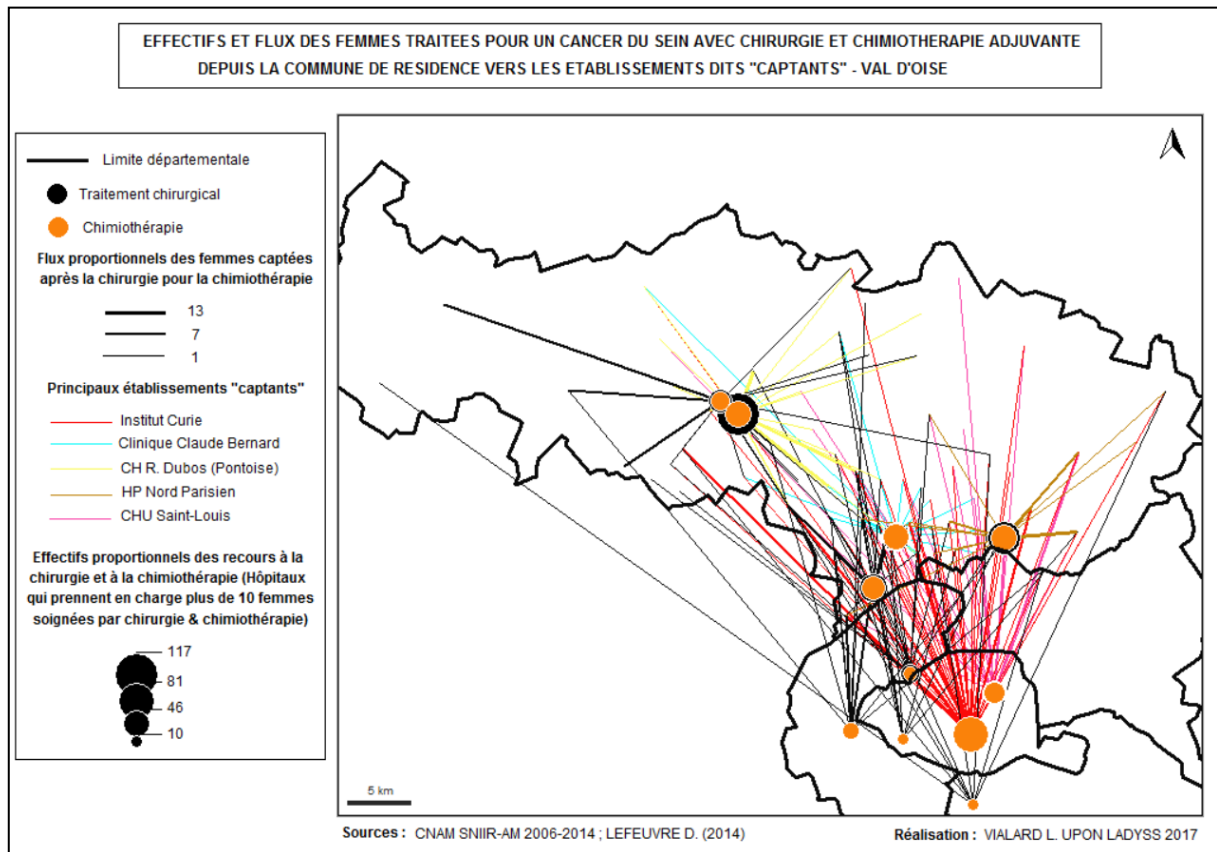 EFFECTIFS ET FLUX DES FEMMES TRAITEES POUR UN CANCER DU SEIN AVEC CHIRURGIE ET CHIMIOTHERAPIE ADJUVANTE
DEPUIS LA COMMUNE DE RESIDENCE VERS LES ETABLISSEMENTS DITS "CAPTANTS" - VAL D'OISE
Limite départementale
Traitement chirurgical
Chimiothérapie
Flux proportionnels des femmes captées
après la chirurgie pour la chimiothérapie
13
7
1
Principaux établissements "captants"
Institut Curie
Clinique Claude Bernard
CH R. Dubos (Pontoise)
HP Nord Parisien
CHU Saint-Louis
Effectifs proportionnels des recours à la
chirurgie et à la chimiothérapie (Hôpitaux
qui prennent en charge plus de 10 femmes
soignées par chirurgie & chimiothérapie)
117
81
46
10
5 km
Sources : CNAM SNIIR-AM 2006-2014 ; LEFEUVRE D. (2014)
Réalisation : VIALARD L. UPON LADYSS 2017